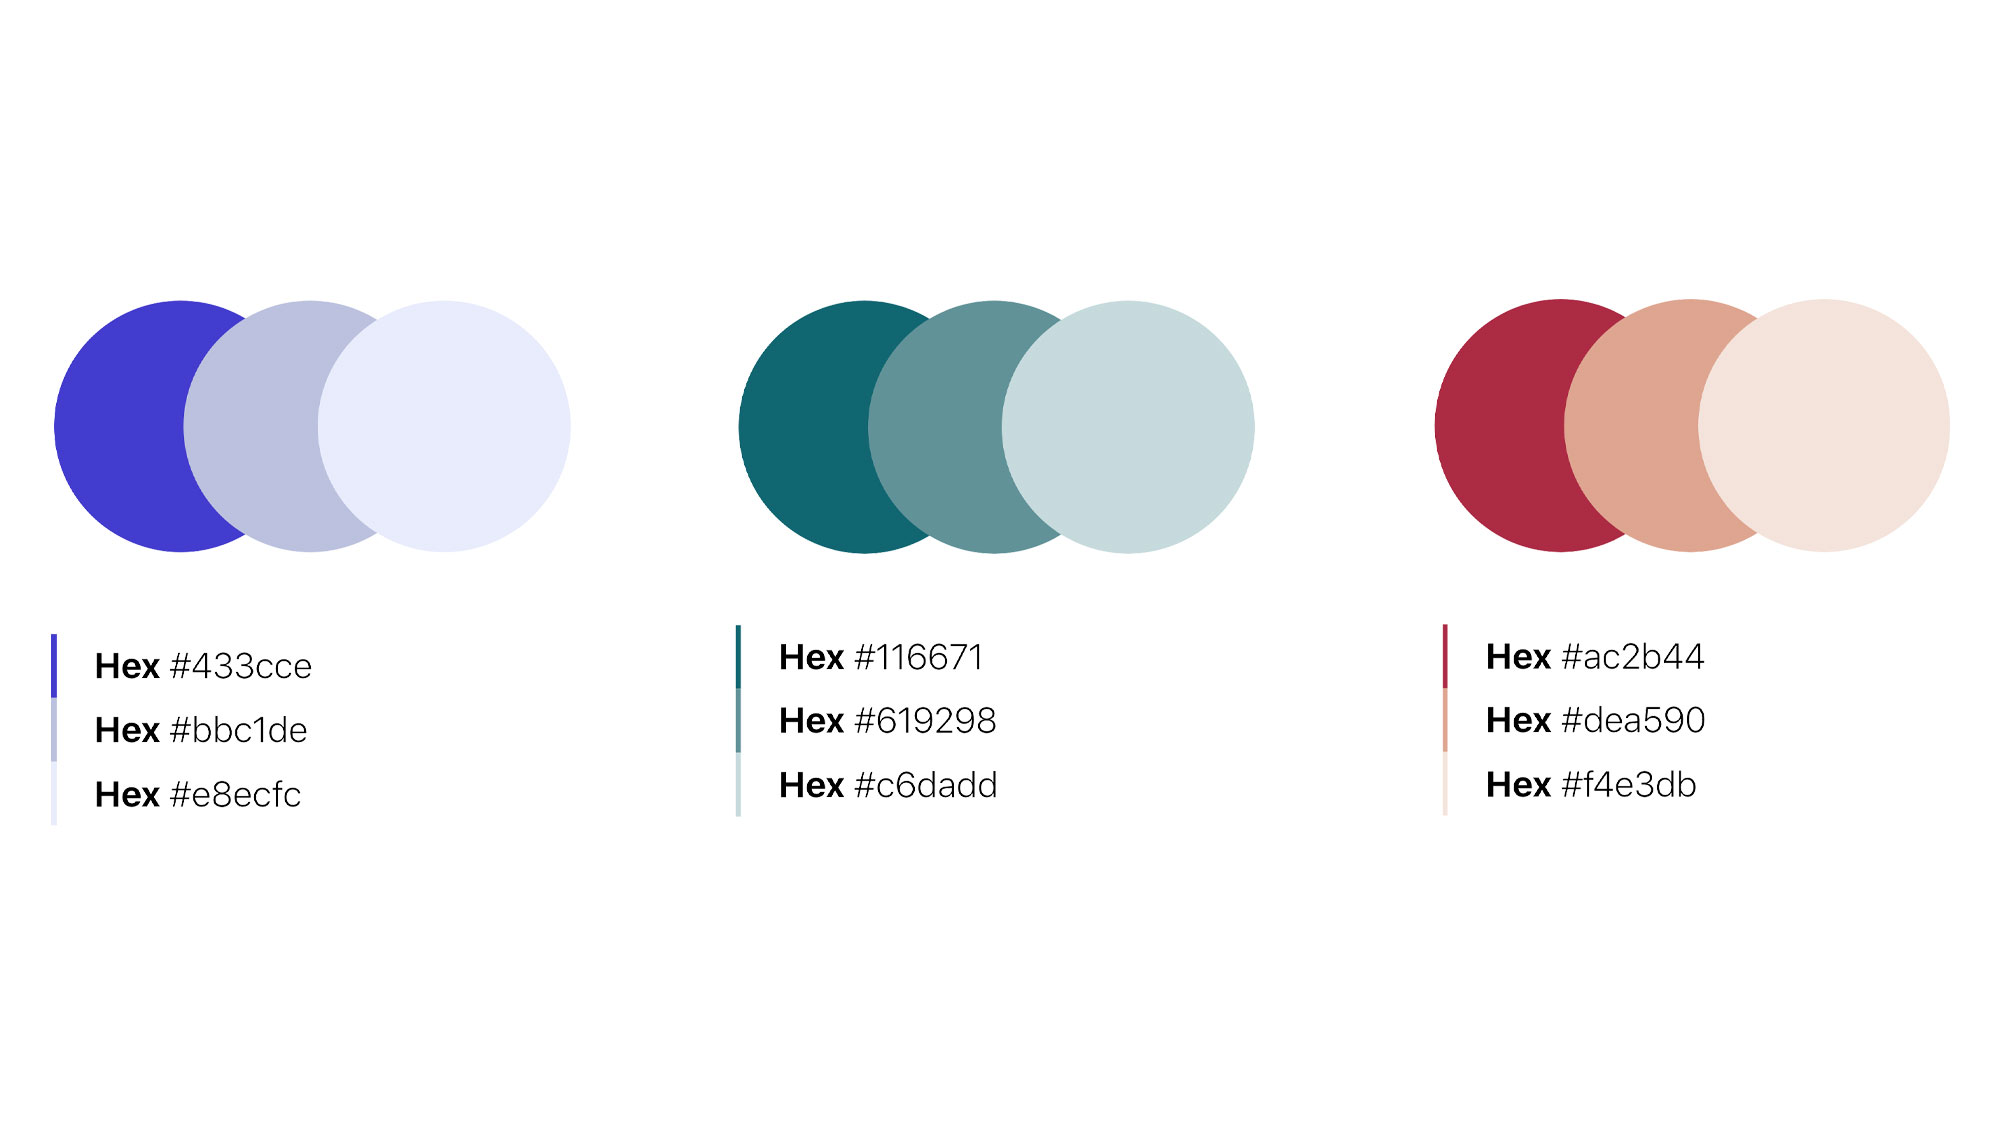 Hex #433cce
Hex #bbc1de
Hex #e8ecfc
Hex #116671
Hex #619298
Hex #c6dadd
Hex #ac2b44
Hex #dea590
Hex #f4e3db